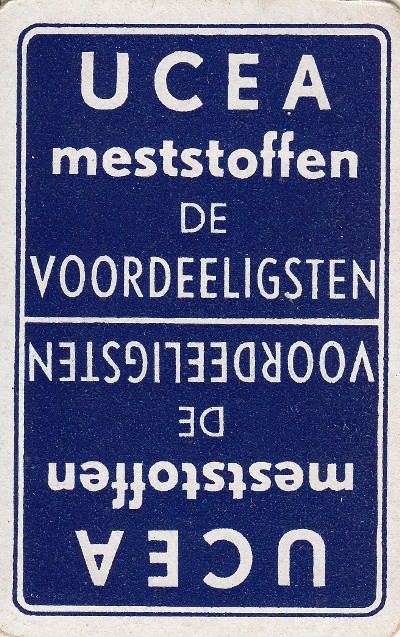 UCEA
meststoffen
DE
VOORDEELIGSTEN
VOORDEELIGSTEN
DE
meststoffen
UCEA